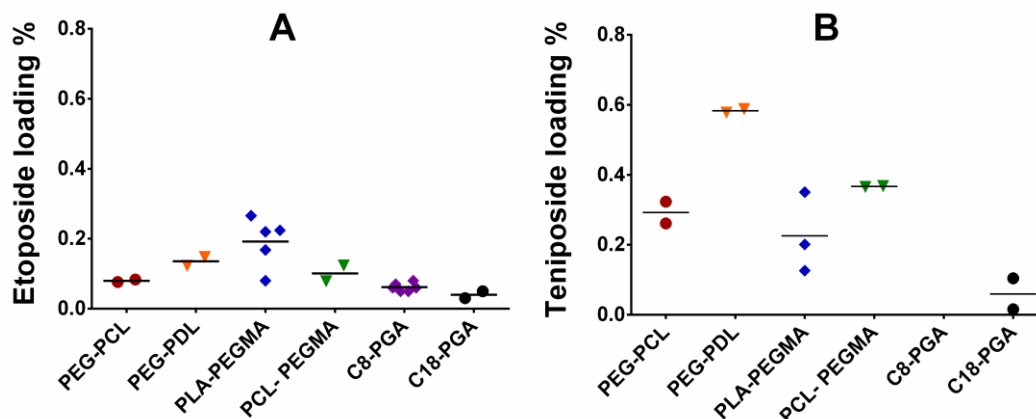 A
Etoposide loading %
0.8
0.6
0.4
0.2
0.0
PEG-PCL
PEG-PDL
PLA-PEGMA
PCL- PEGMA
C8-PGA
C18-PGA
B
Teniposide loading %
0.8
0.6
0.4
0.2
0.0
PEG-PCL
PEG-PDL
PLA-PEGMA
PCL- PEGMA
C8-PGA
C18-PGA